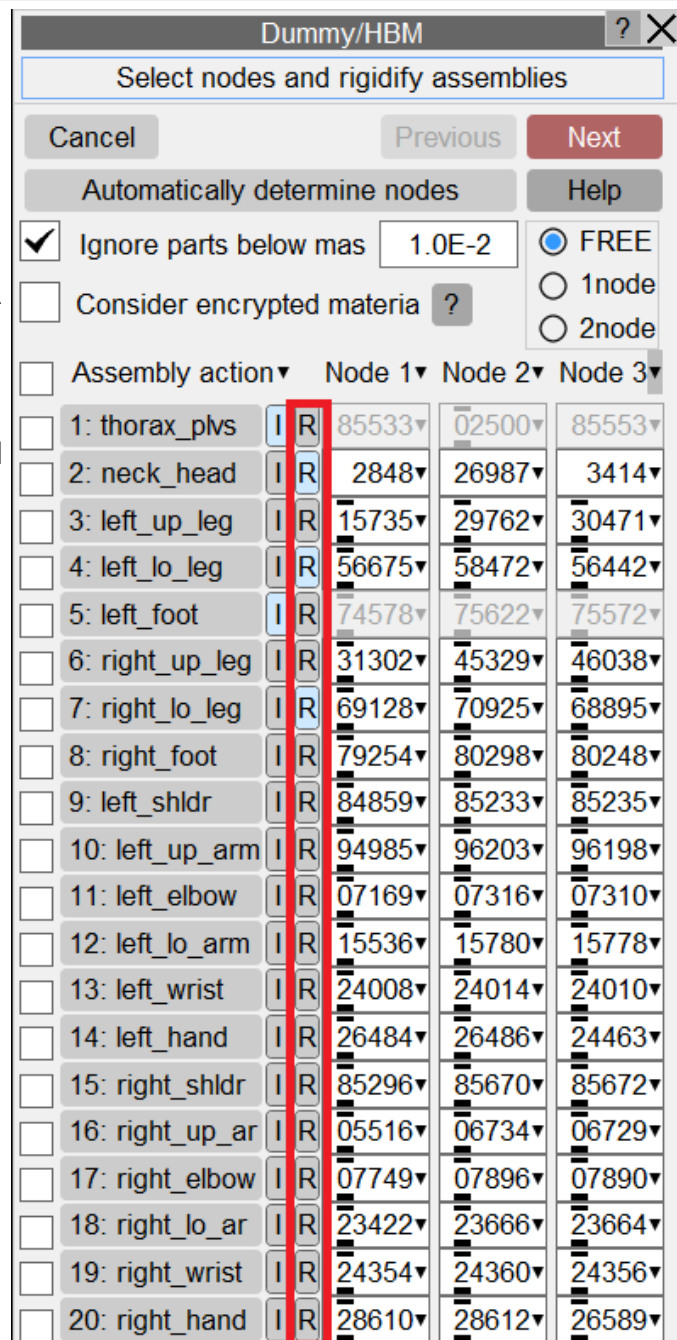 Dummy/HBM ? X
Select nodes and rigidify assemblies
Cancel Previous Next
Automatically determine nodes Help
Ignore parts below mas 1.0E-2 FREE
1node
Consider encrypted materia ?
2node
Assembly action▾ Node 1▾ Node 2▾ Node 3▾
1: thorax_plvs I R 85533▾ 02500▾ 85553▾
2: neck_head I R 2848▾ 26987▾ 3414▾
3: left_up_leg I R 15735▾ 29762▾ 30471▾
4: left_lo_leg I R 56675▾ 58472▾ 56442▾
5: left_foot I R 74578▾ 75622▾ 75572▾
6: right_up_leg I R 31302▾ 45329▾ 46038▾
7: right_lo_leg I R 69128▾ 70925▾ 68895▾
8: right_foot I R 79254▾ 80298▾ 80248▾
9: left_shldr I R 84859▾ 85233▾ 85235▾
10: left_up_arm I R 94985▾ 96203▾ 96198▾
11: left_elbow I R 07169▾ 07316▾ 07310▾
12: left_lo_arm I R 15536▾ 15780▾ 15778▾
13: left_wrist I R 24008▾ 24014▾ 24010▾
14: left_hand I R 26484▾ 26486▾ 24463▾
15: right_shldr I R 85296▾ 85670▾ 85672▾
16: right_up_ar I R 05516▾ 06734▾ 06729▾
17: right_elbow I R 07749▾ 07896▾ 07890▾
18: right_lo_ar I R 23422▾ 23666▾ 23664▾
19: right_wrist I R 24354▾ 24360▾ 24356▾
20: right_hand I R 28610▾ 28612▾ 26589▾